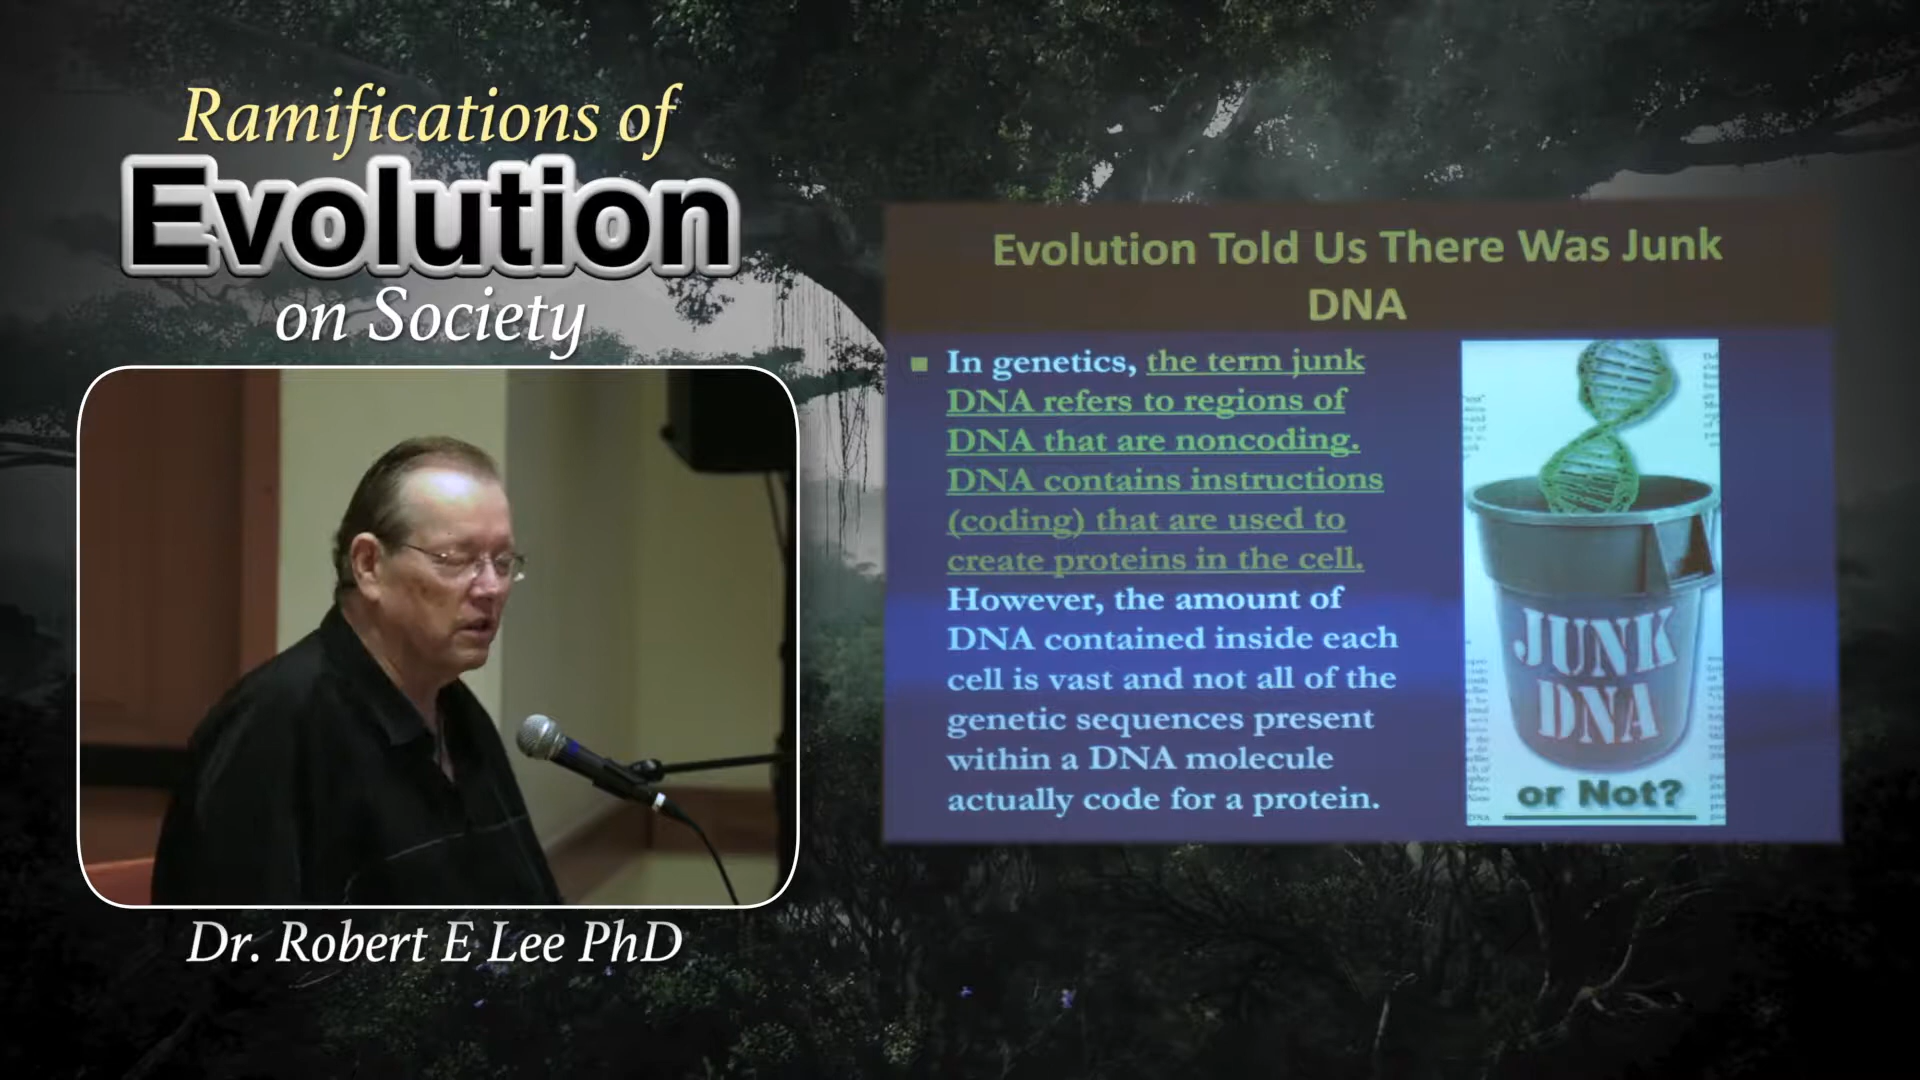 Ramifications of
Evolution
on Society
Dr. Robert E Lee PhD
Evolution Told Us There Was Junk
DNA
In genetics, the term junk
DNA refers to regions of
DNA that are noncoding.
DNA contains instructions
(coding) that are used to
create proteins in the cell.
However, the amount of
DNA contained inside each
cell is vast and not all of the
genetic sequences present
within a DNA molecule
actually code for a protein.
JUNK
DNA
or Not?